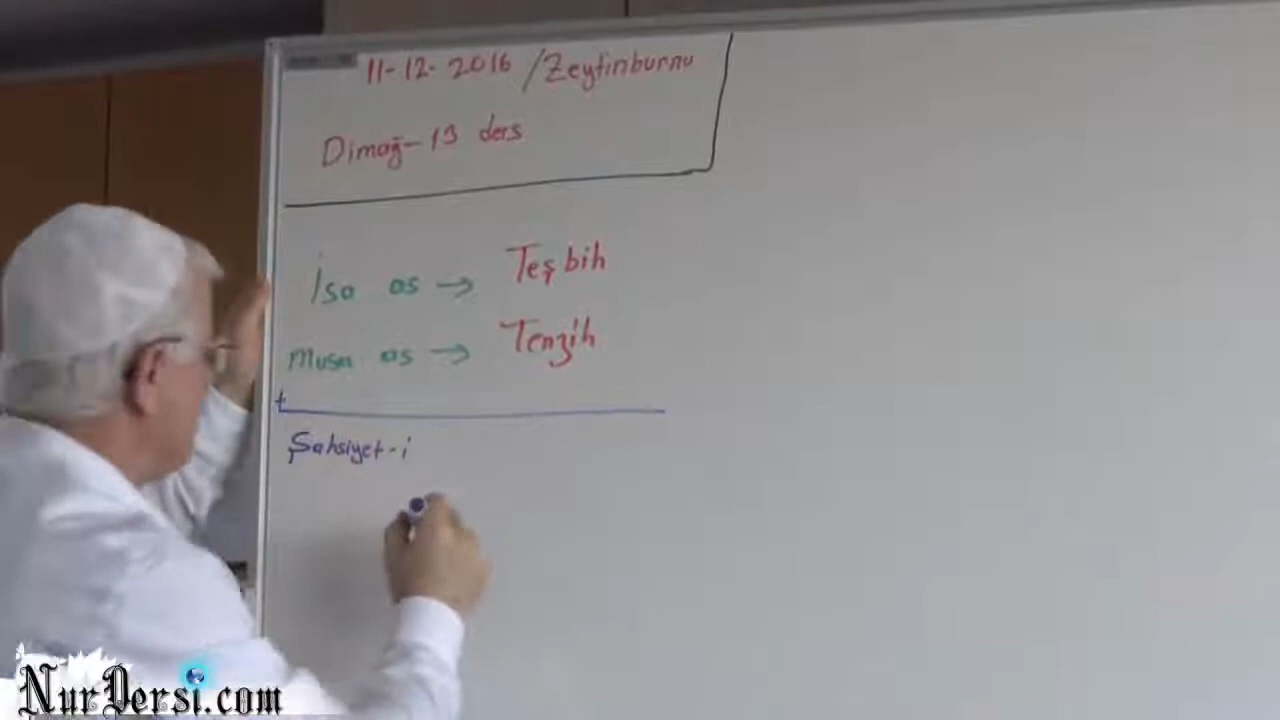 11-12-2016 /Zeytinburnu
Dimağ-13 ders
İsa as → Teşbih
Musa as → Tenzih
+
Şahsiyet-i
NurDersi.com